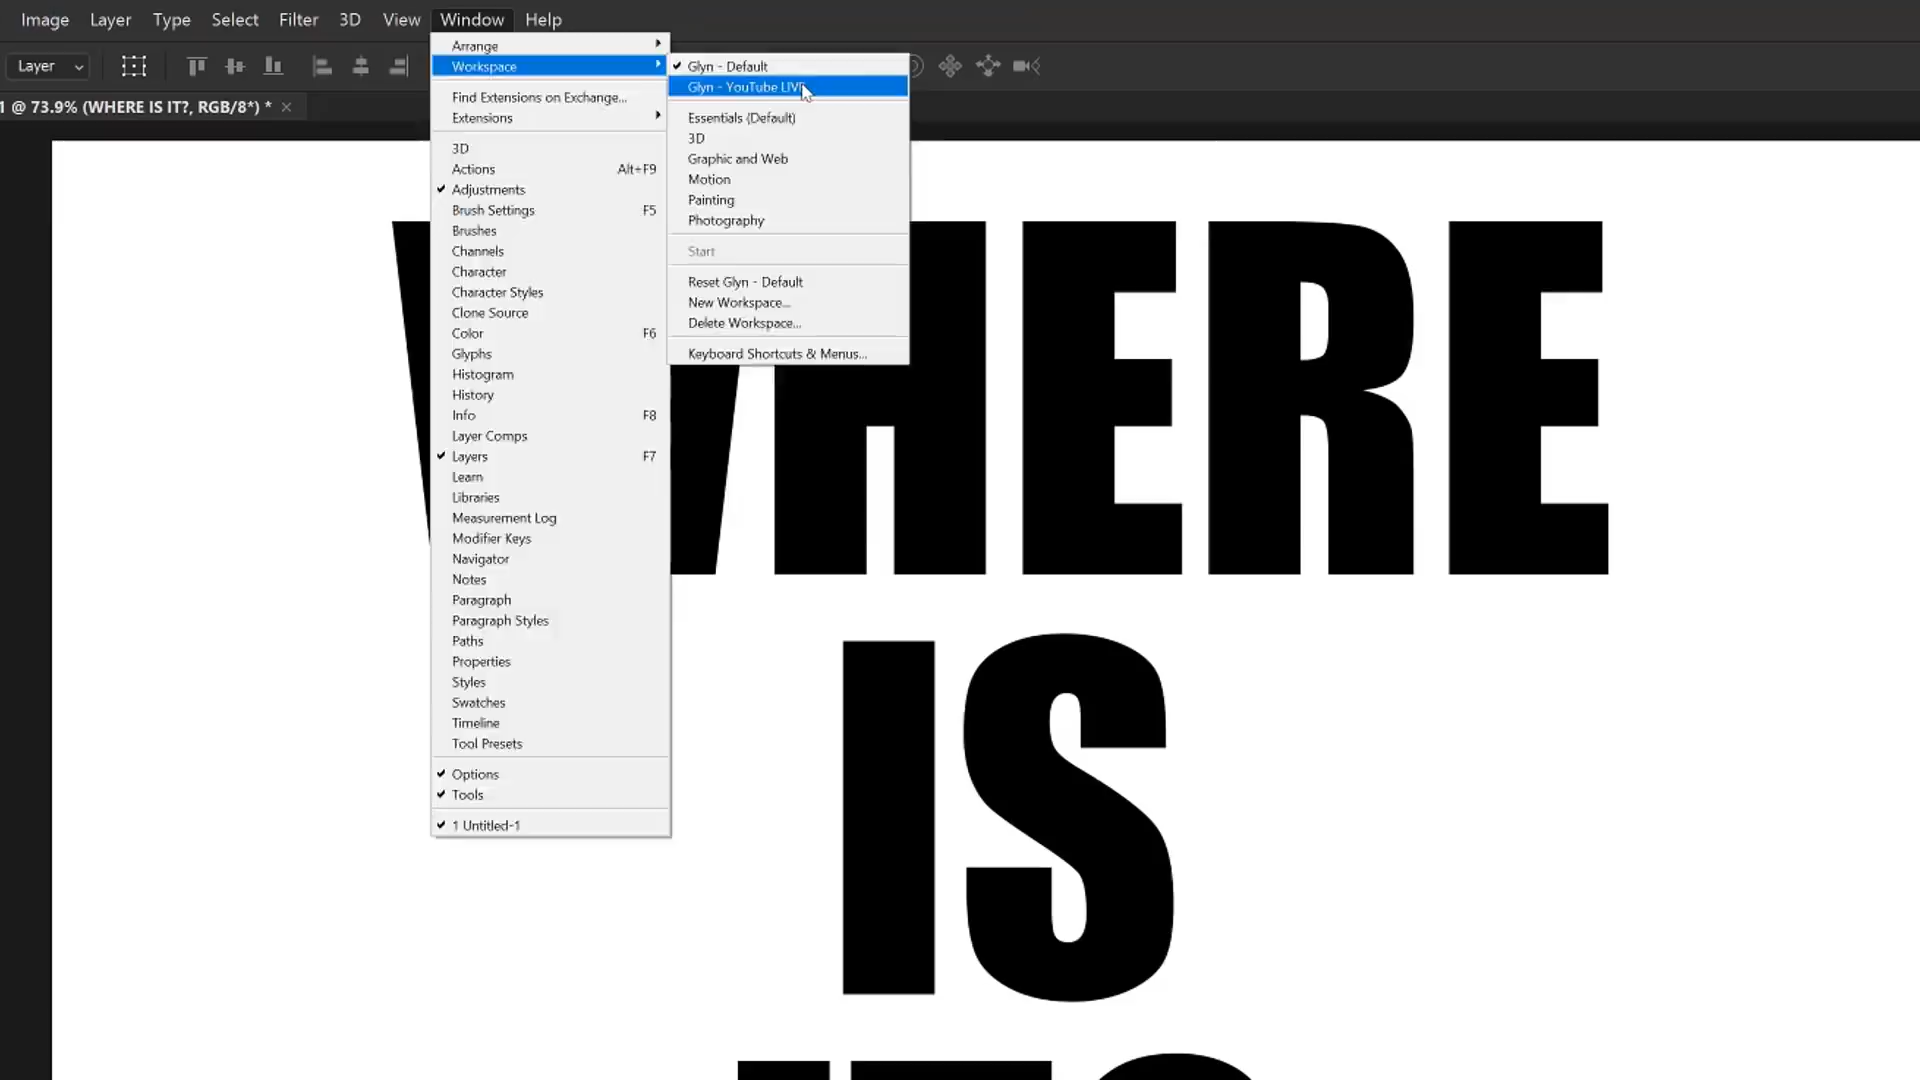 Image Layer Type Select Filter 3D View Window Help
Layer
1 @ 73.9% (WHERE IS IT?, RGB/8*) *
Arrange
Workspace
Find Extensions on Exchange...
Extensions
3D
Actions Alt+F9
Adjustments
Brush Settings F5
Brushes
Channels
Character
Character Styles
Clone Source
Color F6
Glyphs
Histogram
History
Info F8
Layer Comps
Layers F7
Learn
Libraries
Measurement Log
Modifier Keys
Navigator
Notes
Paragraph
Paragraph Styles
Paths
Properties
Styles
Swatches
Timeline
Tool Presets
Options
Tools
1 Untitled-1
Glyn - Default
Glyn - YouTube LIVE
Essentials (Default)
3D
Graphic and Web
Motion
Painting
Photography
Start
Reset Glyn - Default
New Workspace...
Delete Workspace...
Keyboard Shortcuts & Menus...
WHERE
IS
IT?